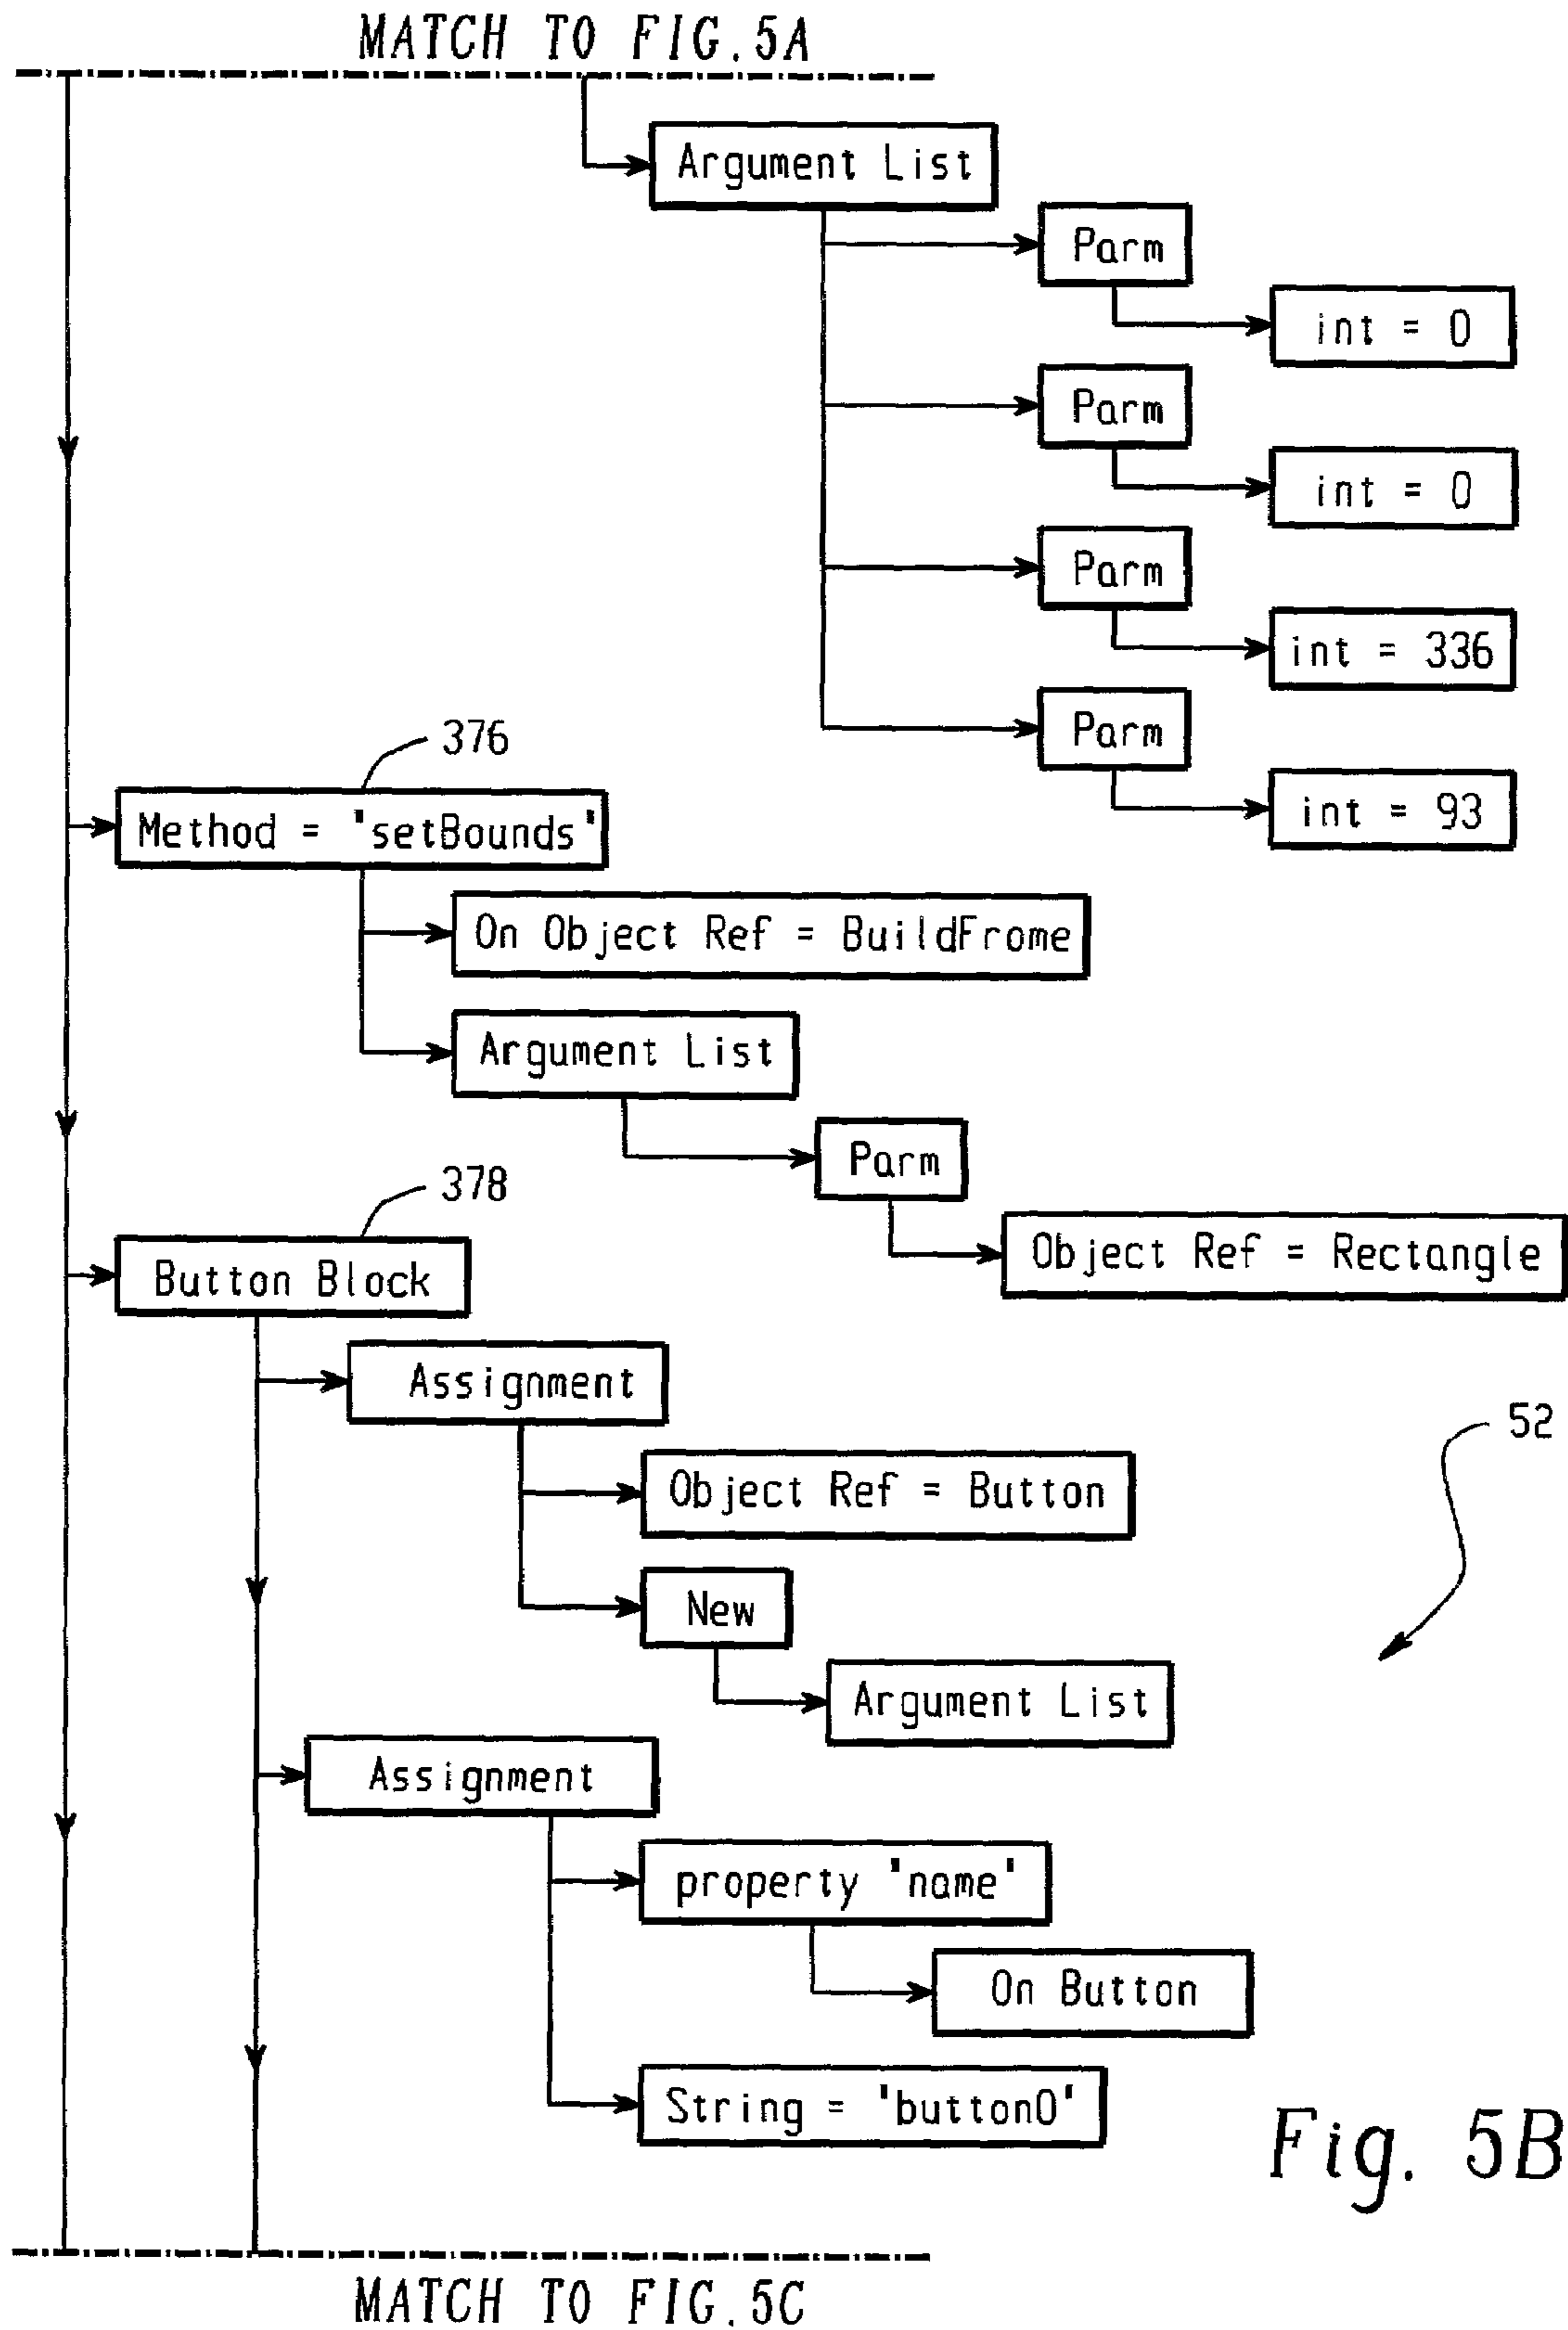 MATCH TO FIG.5A
Argument List
Parm
int = 0
Parm
int = 0
Parm
int = 336
Parm
int = 93
376
Method = 'setBounds'
On Object Ref = BuildFrome
Argument List
Parm
Object Ref = Rectangle
378
Button Block
Assignment
Object Ref = Button
New
Argument List
52
Assignment
property 'name'
On Button
String = 'button0'
Fig. 5B
MATCH TO FIG.5C